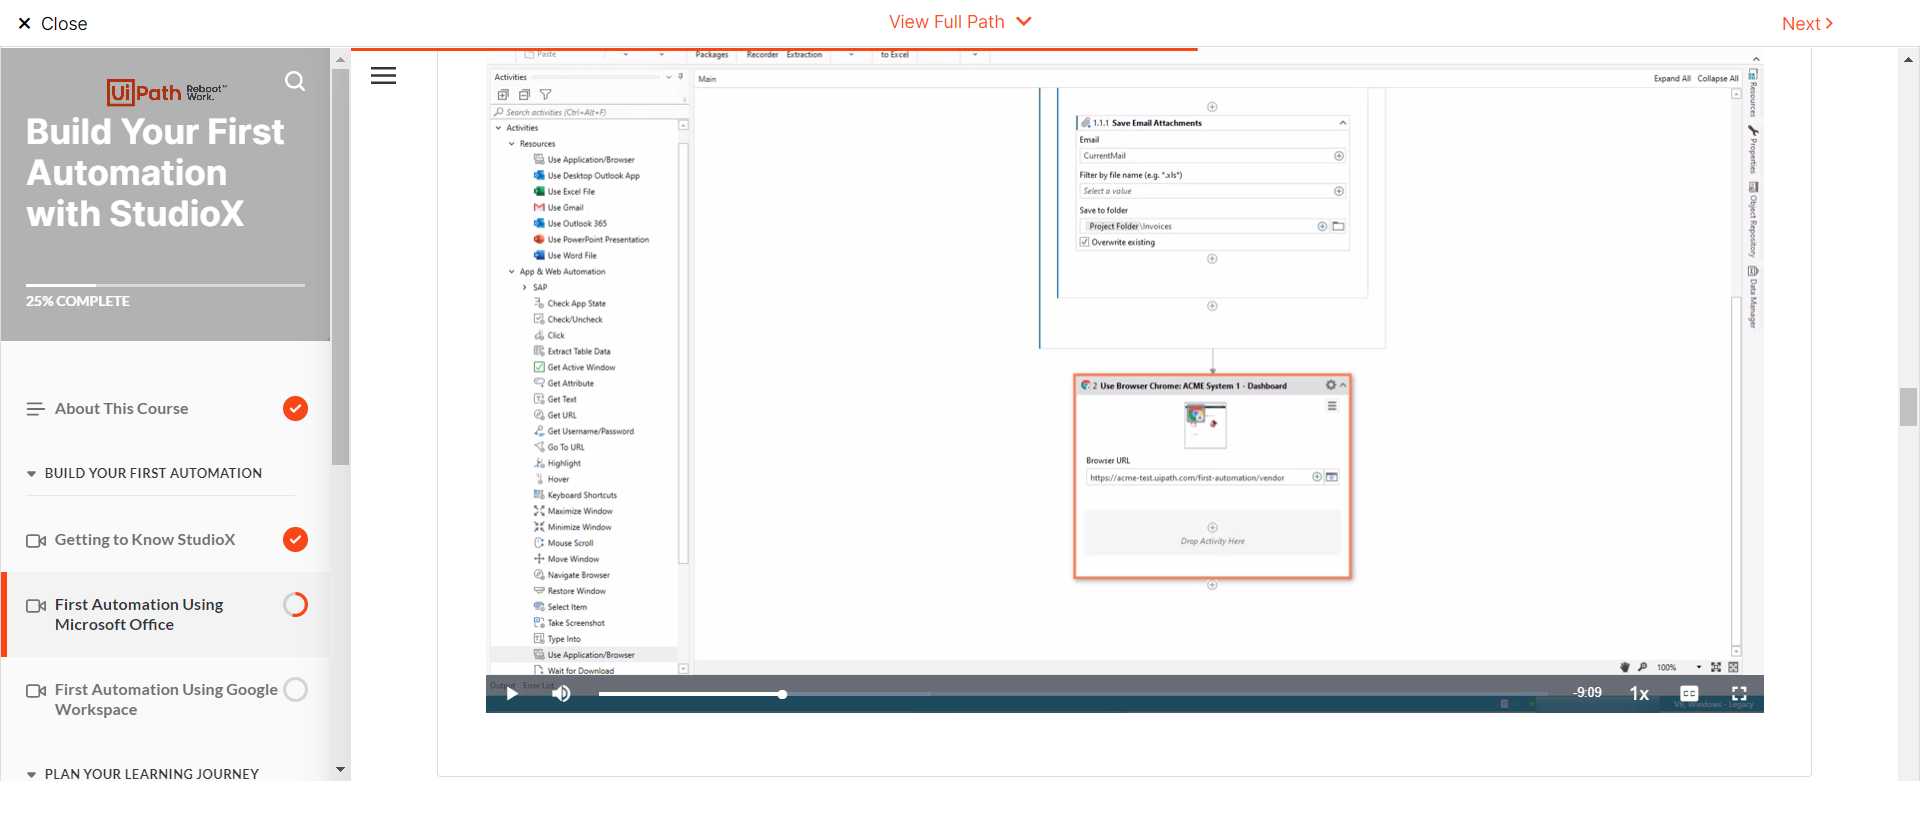 ✕ Close
View Full Path
Next
UiPath Reboot Work.™
Build Your First
Automation
with StudioX
25% COMPLETE
About This Course
BUILD YOUR FIRST AUTOMATION
Getting to Know StudioX
First Automation Using
Microsoft Office
First Automation Using Google
Workspace
PLAN YOUR LEARNING JOURNEY
Paste
Packages
Recorder
Extraction
to Excel
Activities
Search activities (Ctrl+Alt+F)
Activities
Resources
Use Application/Browser
Use Desktop Outlook App
Use Excel File
Use Gmail
Use Outlook 365
Use PowerPoint Presentation
Use Word File
App & Web Automation
SAP
Check App State
Check/Uncheck
Click
Extract Table Data
Get Active Window
Get Attribute
Get Text
Get URL
Get Username/Password
Go To URL
Highlight
Hover
Keyboard Shortcuts
Maximize Window
Minimize Window
Mouse Scroll
Move Window
Navigate Browser
Restore Window
Select Item
Take Screenshot
Type Into
Use Application/Browser
Wait for Download
Output Error List
Main
Expand All Collapse All
1.1.1 Save Email Attachments
Email
CurrentMail
Filter by file name (e.g. *.xls*)
Select a value
Save to folder
Project Folder\Invoices
Overwrite existing
2 Use Browser Chrome: ACME System 1 - Dashboard
Browser URL
https://acme-test.uipath.com/first-automation/vendor
Drop Activity Here
Resources
Properties
Object Repository
Data Manager
100%
-9:09
1x
CC
VB, Windows - Legacy